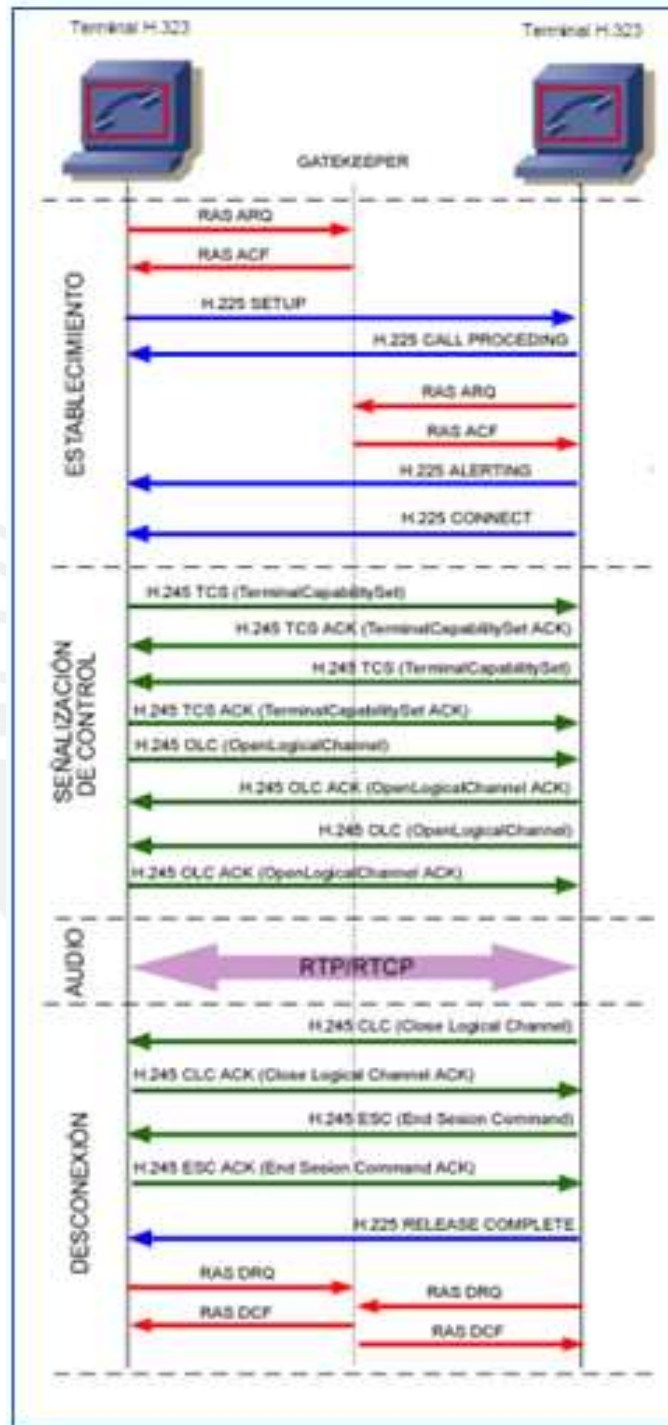 Terminal H.323
Terminal H.323
GATEKEEPER
ESTABLECIMIENTO
RAS ARQ
RAS ACF
H.225 SETUP
H.225 CALL PROCEDING
RAS ARQ
RAS ACF
H.225 ALERTING
H.225 CONNECT
SEÑALIZACIÓN
DE CONTROL
H.245 TCS (TerminalCapabilitySet)
H.245 TCS ACK (TerminalCapabilitySet ACK)
H.245 TCS (TerminalCapabilitySet)
H.245 TCS ACK (TerminalCapabilitySet ACK)
H.245 OLC (OpenLogicalChannel)
H.245 OLC ACK (OpenLogicalChannel ACK)
H.245 OLC (OpenLogicalChannel)
H.245 OLC ACK (OpenLogicalChannel ACK)
AUDIO
RTP/RTCP
DESCONEXIÓN
H.245 CLC (Close Logical Channel)
H.245 CLC ACK (Close Logical Channel ACK)
H.245 ESC (End Sesion Command)
H.245 ESC ACK (End Sesion Command ACK)
H.225 RELEASE COMPLETE
RAS DRQ
RAS DRQ
RAS DCF
RAS DCF